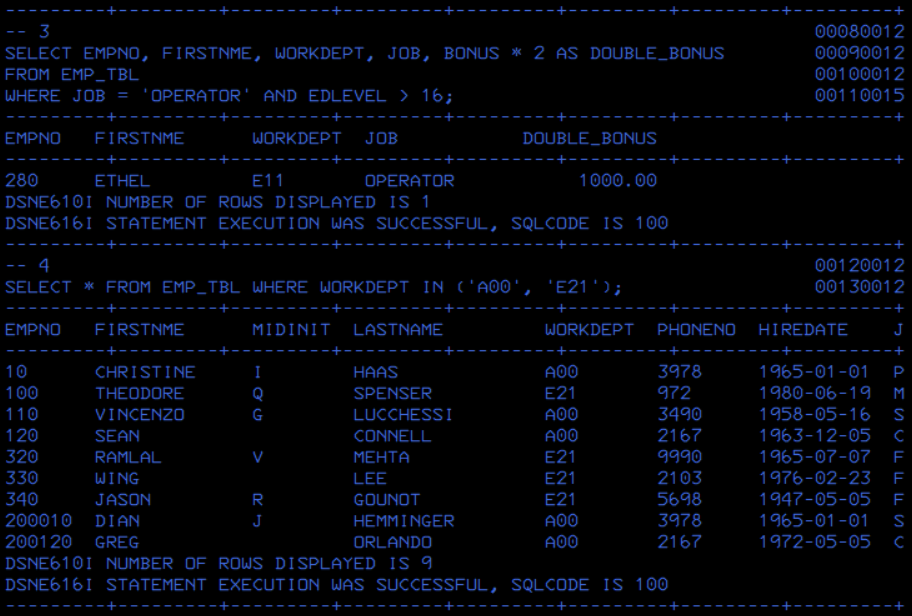 ---------+---------+---------+---------+---------+---------+---------+---------+
-- 3                                                                    00080012
SELECT EMPNO, FIRSTNME, WORKDEPT, JOB, BONUS * 2 AS DOUBLE_BONUS        00090012
FROM EMP_TBL                                                            00100012
WHERE JOB = 'OPERATOR' AND EDLEVEL > 16;                                00110015
---------+---------+---------+---------+---------+---------+---------+---------+
EMPNO   FIRSTNME      WORKDEPT  JOB           DOUBLE_BONUS
---------+---------+---------+---------+---------+---------+---------+---------+
280     ETHEL         E11       OPERATOR           1000.00
DSNE610I NUMBER OF ROWS DISPLAYED IS 1
DSNE616I STATEMENT EXECUTION WAS SUCCESSFUL, SQLCODE IS 100
---------+---------+---------+---------+---------+---------+---------+---------+
-- 4                                                                    00120012
SELECT * FROM EMP_TBL WHERE WORKDEPT IN ('A00', 'E21');                 00130012
---------+---------+---------+---------+---------+---------+---------+---------+
EMPNO   FIRSTNME      MIDINIT  LASTNAME         WORKDEPT  PHONENO  HIREDATE    J
---------+---------+---------+---------+---------+---------+---------+---------+
10      CHRISTINE     I        HAAS             A00       3978     1965-01-01  P
100     THEODORE      Q        SPENSER          E21       972      1980-06-19  M
110     VINCENZO      G        LUCCHESSI        A00       3490     1958-05-16  S
120     SEAN                   CONNELL          A00       2167     1963-12-05  C
320     RAMLAL        V        MEHTA            E21       9990     1965-07-07  F
330     WING                   LEE              E21       2103     1976-02-23  F
340     JASON         R        GOUNOT           E21       5698     1947-05-05  F
200010  DIAN          J        HEMMINGER        A00       3978     1965-01-01  S
200120  GREG                   ORLANDO          A00       2167     1972-05-05  C
DSNE610I NUMBER OF ROWS DISPLAYED IS 9
DSNE616I STATEMENT EXECUTION WAS SUCCESSFUL, SQLCODE IS 100
---------+---------+---------+---------+---------+---------+---------+---------+